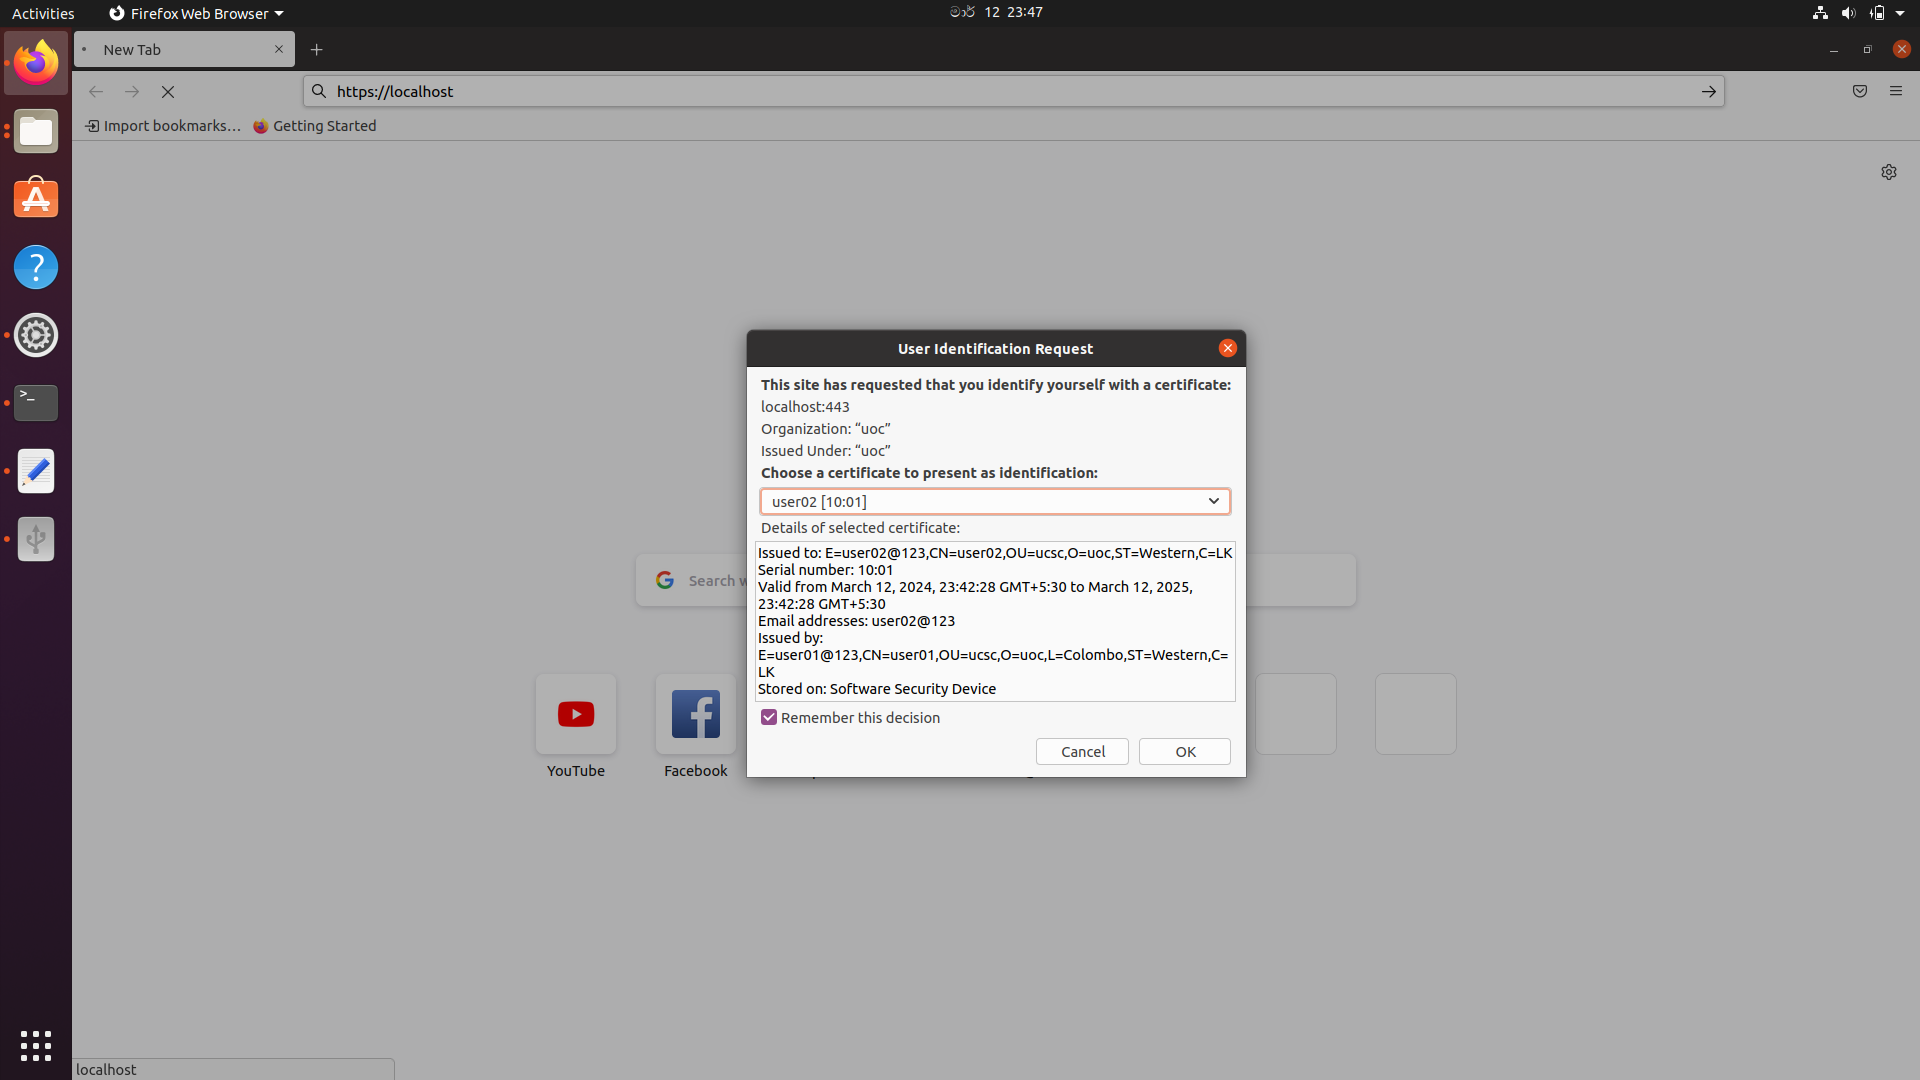 Activities
Firefox Web Browser
මාර් 12 23:47
New Tab
https://localhost
Import bookmarks...
Getting Started
User Identification Request
This site has requested that you identify yourself with a certificate:
localhost:443
Organization: “uoc”
Issued Under: “uoc”
Choose a certificate to present as identification:
user02 [10:01]
Details of selected certificate:
Issued to: E=user02@123,CN=user02,OU=ucsc,O=uoc,ST=Western,C=LK
Serial number: 10:01
Valid from March 12, 2024, 23:42:28 GMT+5:30 to March 12, 2025,
23:42:28 GMT+5:30
Email addresses: user02@123
Issued by:
E=user01@123,CN=user01,OU=ucsc,O=uoc,L=Colombo,ST=Western,C=
LK
Stored on: Software Security Device
Remember this decision
Cancel
OK
Search
YouTube
Facebook
localhost